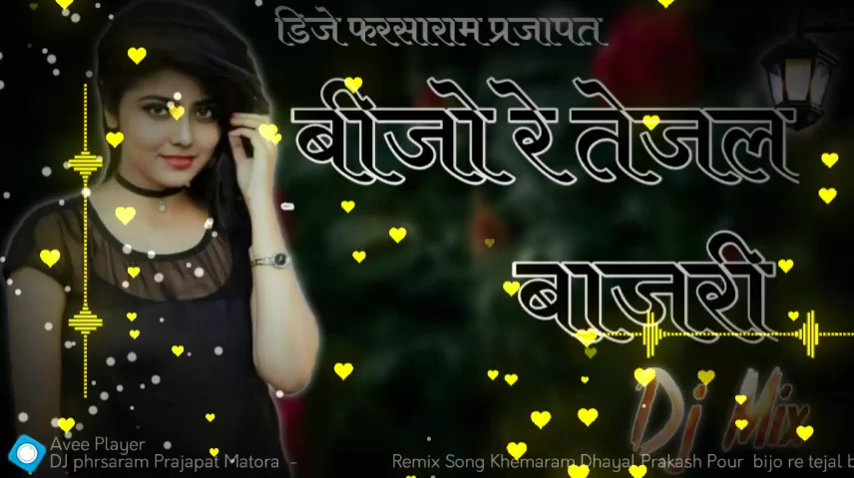 डिजे फरसाराम प्रजापत
बीजो रे तेजल
बाजरी
Dj Mix
Avee Player
DJ phrsaram Prajapat Matora - Remix Song Khemaram Dhayal Prakash Pour bijo re tejal b